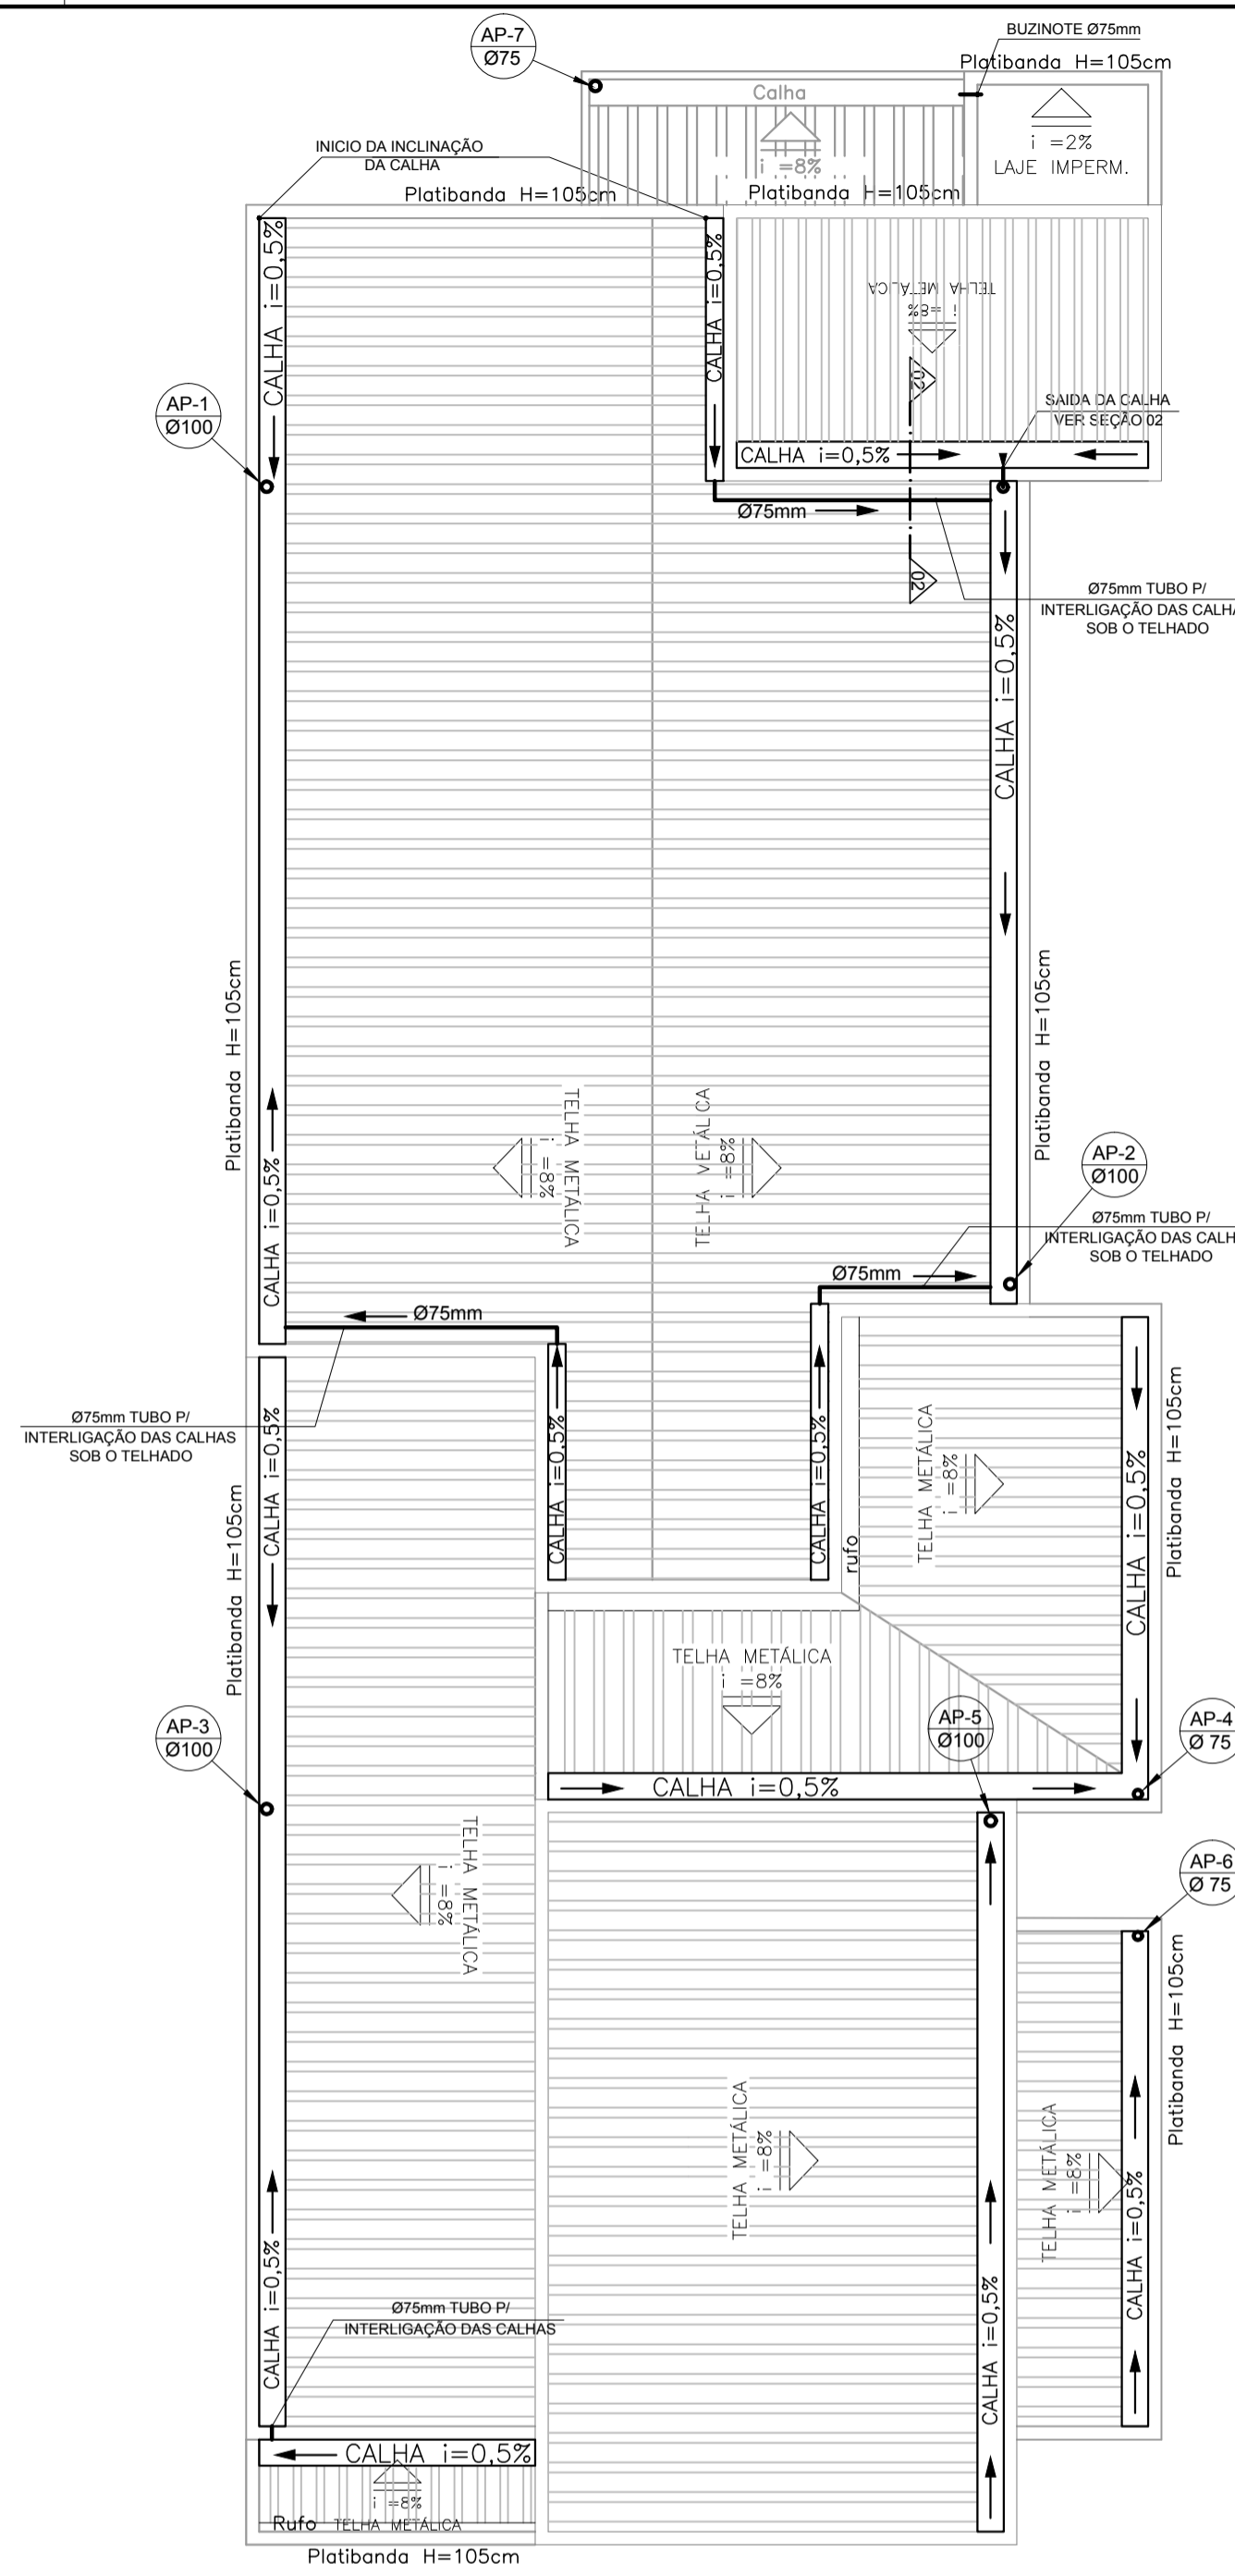 AP-7
Ø75
BUZINOTE Ø75mm
Platibanda H=105cm
Calha
i =8%
i =2%
LAJE IMPERM.
INICIO DA INCLINAÇÃO
DA CALHA
Platibanda H=105cm
Platibanda H=105cm
CALHA i=0,5%
CALHA i=0,5%
TELHA METÁLICA
i =8%
02
AP-1
Ø100
SAIDA DA CALHA
VER SEÇÃO 02
CALHA i=0,5%
Ø75mm
02
Ø75mm TUBO P/
INTERLIGAÇÃO DAS CALHA
SOB O TELHADO
CALHA i=0,5%
Platibanda H=105cm
Platibanda H=105cm
TELHA METÁLICA
i =8%
TELHA METÁLICA
i =8%
CALHA i=0,5%
AP-2
Ø100
Ø75mm TUBO P/
INTERLIGAÇÃO DAS CALH
SOB O TELHADO
Ø75mm
Ø75mm
Ø75mm TUBO P/
INTERLIGAÇÃO DAS CALHAS
SOB O TELHADO
CALHA i=0,5%
CALHA i=0,5%
CALHA i=0,5%
rufo
TELHA METÁLICA
i =8%
CALHA i=0,5%
Platibanda H=105cm
Platibanda H=105cm
TELHA METÁLICA
i =8%
AP-3
Ø100
AP-5
Ø100
AP-4
Ø 75
CALHA i=0,5%
TELHA METÁLICA
i =8%
AP-6
Ø 75
Platibanda H=105cm
TELHA METÁLICA
i =8%
TELHA METÁLICA
i =8%
CALHA i=0,5%
CALHA i=0,5%
CALHA i=0,5%
Ø75mm TUBO P/
INTERLIGAÇÃO DAS CALHAS
CALHA i=0,5%
i =8%
Rufo
TELHA METÁLICA
Platibanda H=105cm